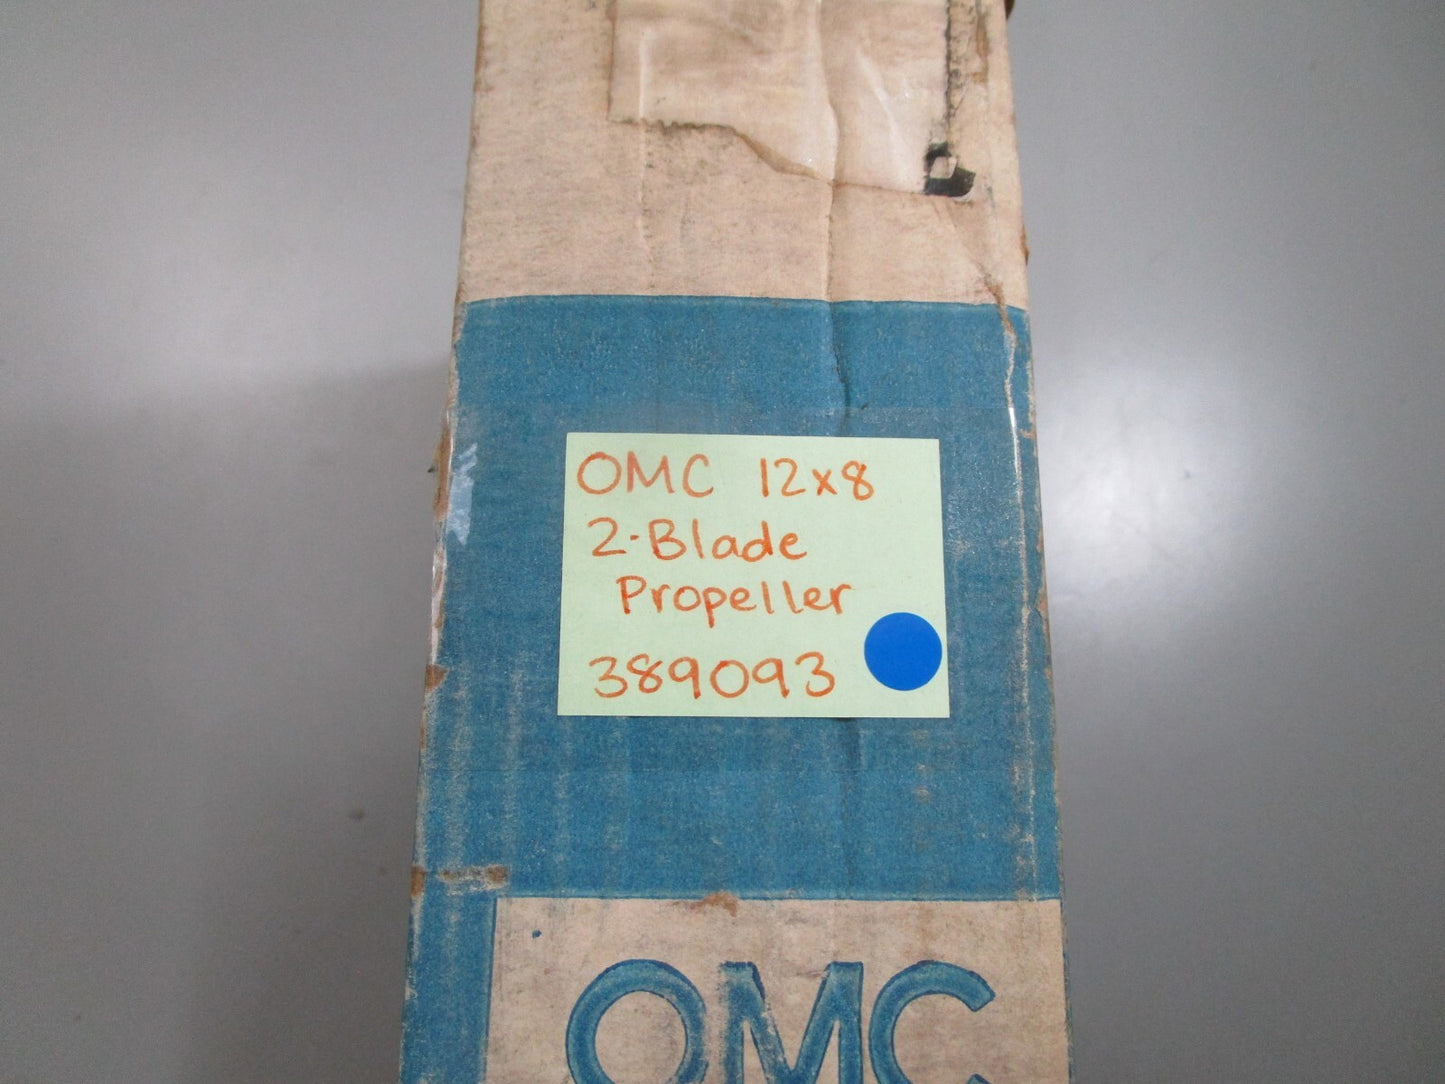 OMC 12x8
2-Blade
Propeller
389093
OMC